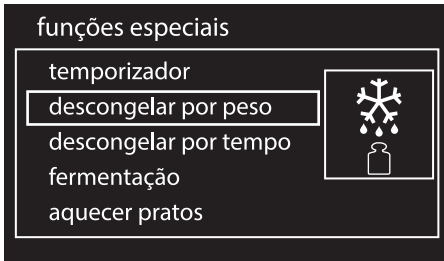 funções especiais
temporizador
descongelar por peso
descongelar por tempo
fermentação
aquecer pratos